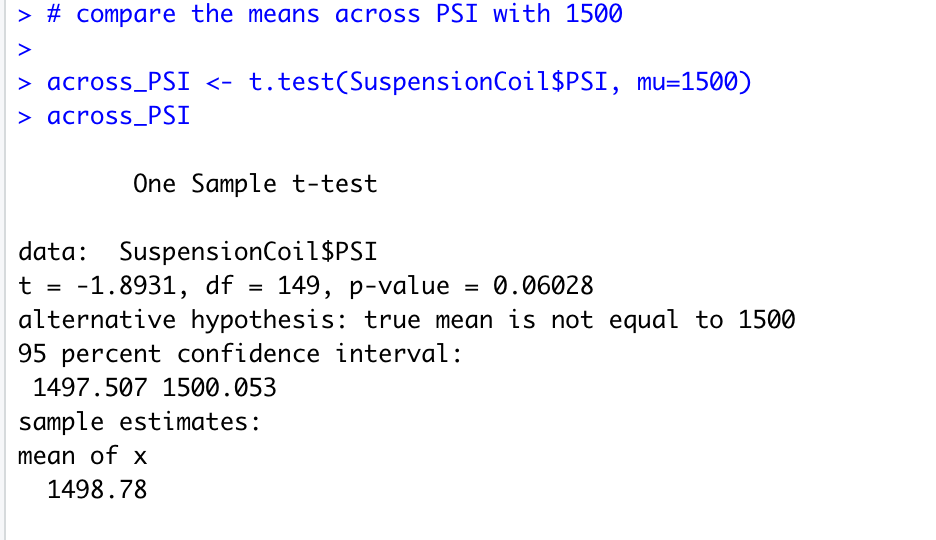 > # compare the means across PSI with 1500
>
> across_PSI <- t.test(SuspensionCoil$PSI, mu=1500)
> across_PSI
One Sample t-test
data:  SuspensionCoil$PSI
t = -1.8931, df = 149, p-value = 0.06028
alternative hypothesis: true mean is not equal to 1500
95 percent confidence interval:
 1497.507 1500.053
sample estimates:
mean of x
  1498.78